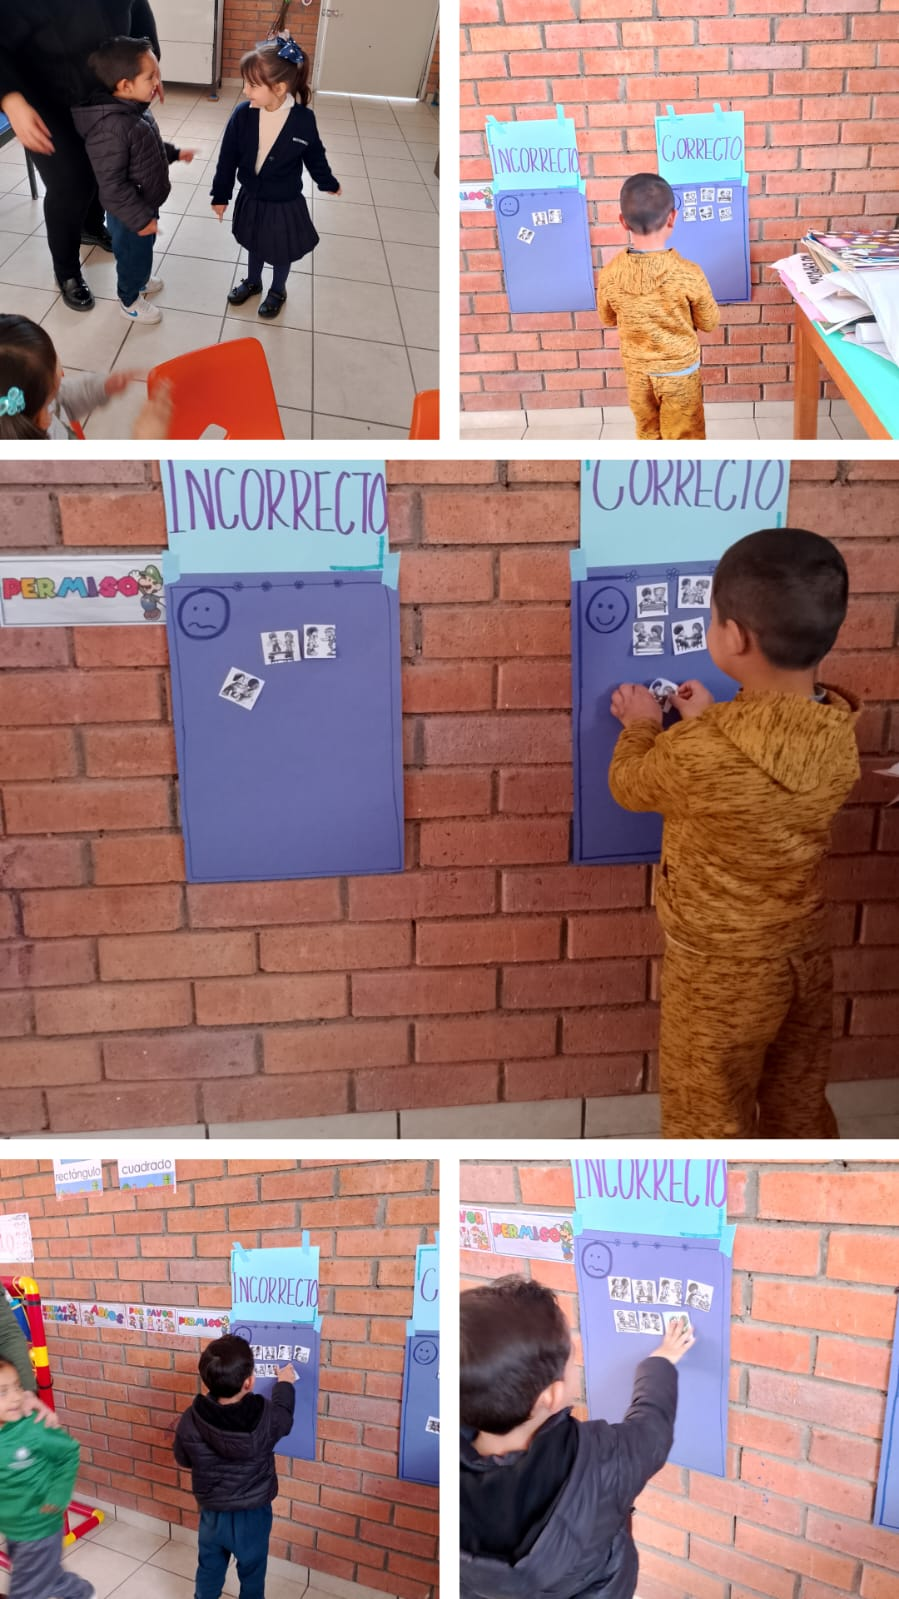 INCORRECTO
CORRECTO
INCORRECTO
CORRECTO
PERMISO
rectángulo
cuadrado
INCORRECTO
C
ADIOS
POR FAVOR
PERMISO
INCORRECTO
PERMISO